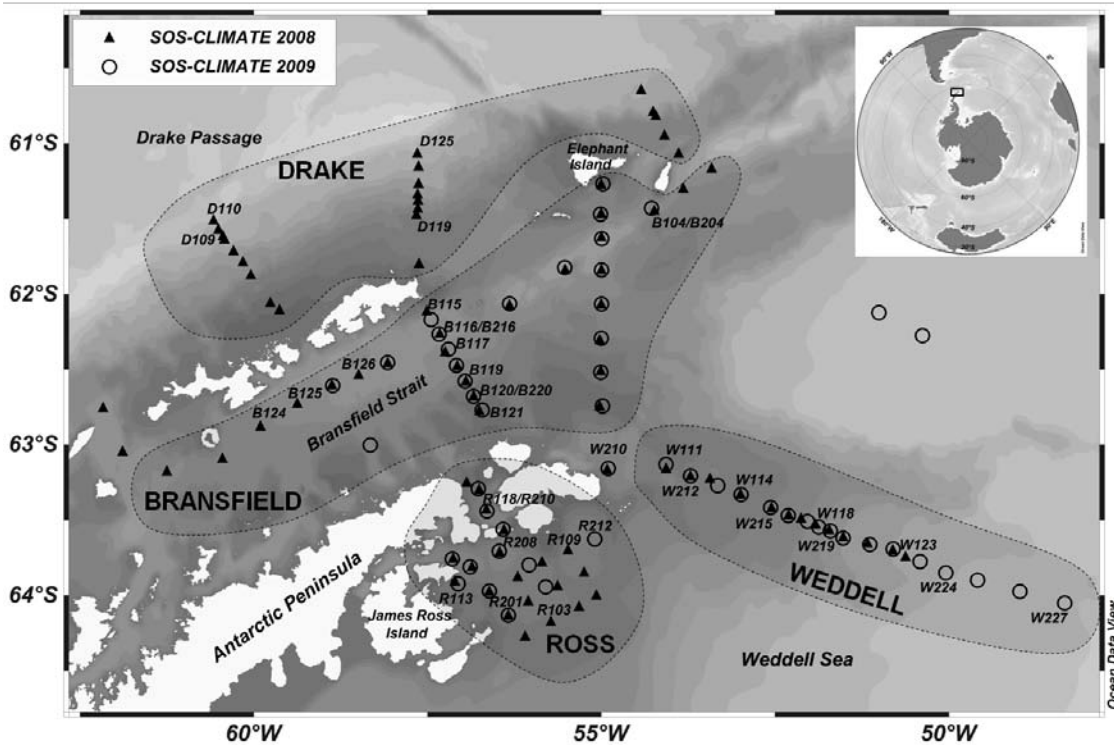 SOS-CLIMATE 2008
SOS-CLIMATE 2009
61°S
62°S
63°S
64°S
60°W
55°W
50°W
Drake Passage
DRAKE
D125
D119
D110
D109
Elephant
Island
B104/B204
B115
B116/B216
B117
B119
B120/B220
B121
B126
B125
B124
Bransfield Strait
BRANSFIELD
W210
W111
W212
W114
W215
W118
W219
W123
W224
W227
WEDDELL
Weddell Sea
R118/R210
R212
R109
R208
R113
R201
R103
ROSS
James Ross
Island
Antarctic Peninsula
Ocean Data View